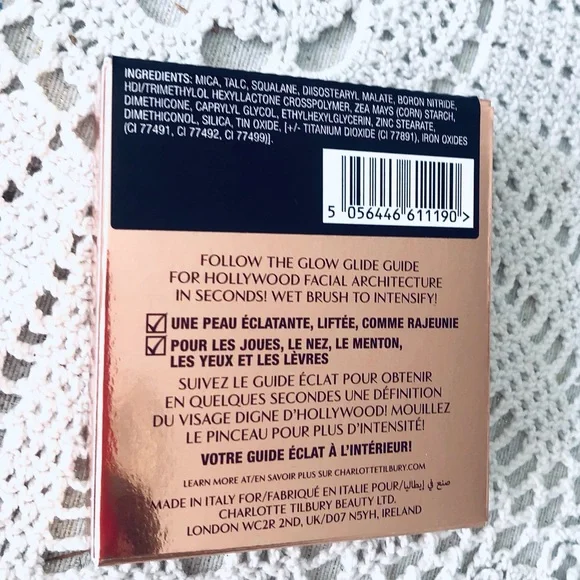 INGREDIENTS: MICA, TALC, SQUALANE, DIISOSTEARYL MALATE, BORON NITRIDE,
HDI/TRIMETHYLOL HEXYLLACTONE CROSSPOLYMER, ZEA MAYS (CORN) STARCH,
DIMETHICONE, CAPRYLYL GLYCOL, ETHYLHEXYLGLYCERIN, ZINC STEARATE,
DIMETHICONOL, SILICA, TIN OXIDE. [+/- TITANIUM DIOXIDE (CI 77891), IRON OXIDES
(CI 77491, CI 77492, CI 77499)].
5 056446 611190 >
FOLLOW THE GLOW GLIDE GUIDE
FOR HOLLYWOOD FACIAL ARCHITECTURE
IN SECONDS! WET BRUSH TO INTENSIFY!
UNE PEAU ÉCLATANTE, LIFTÉE, COMME RAJEUNIE
POUR LES JOUES, LE NEZ, LE MENTON,
LES YEUX ET LES LÈVRES
SUIVEZ LE GUIDE ÉCLAT POUR OBTENIR
EN QUELQUES SECONDES UNE DÉFINITION
DU VISAGE DIGNE D'HOLLYWOOD! MOUILLEZ
LE PINCEAU POUR PLUS D'INTENSITÉ!
VOTRE GUIDE ÉCLAT À L'INTÉRIEUR!
LEARN MORE AT/EN SAVOIR PLUS SUR CHARLOTTETILBURY.COM
MADE IN ITALY FOR/FABRIQUÉ EN ITALIE POUR/صنع في إيطاليا
CHARLOTTE TILBURY BEAUTY LTD.
LONDON WC2R 2ND, UK/D07 N5YH, IRELAND